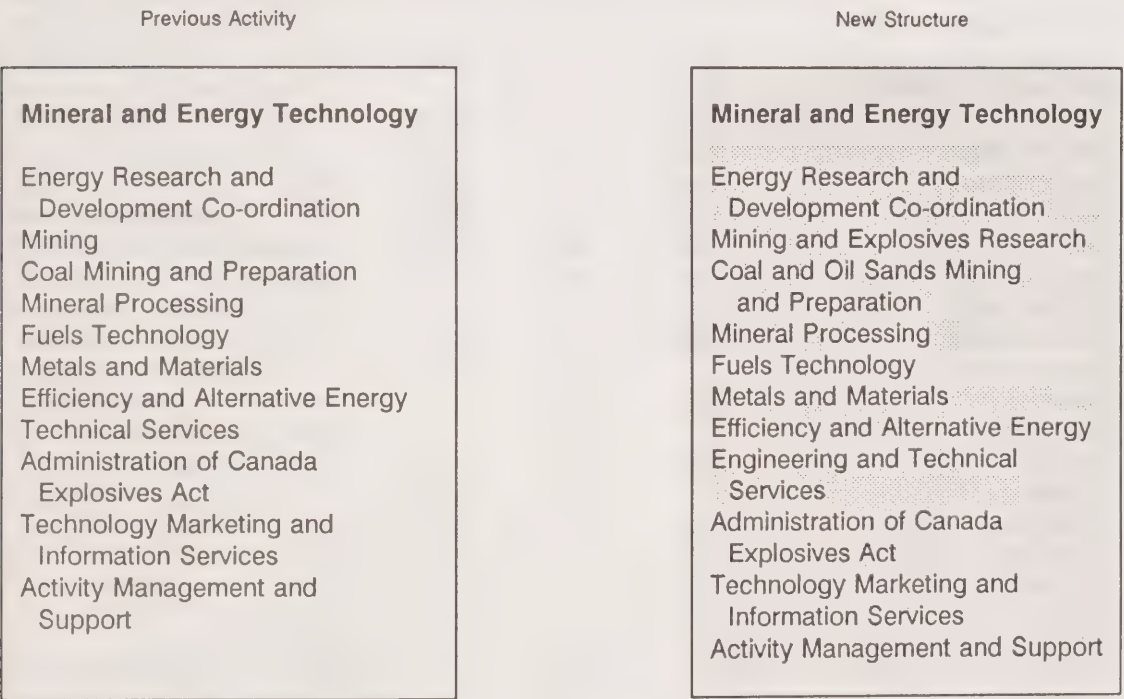 Previous Activity
New Structure
Mineral and Energy Technology
Energy Research and
Development Co-ordination
Mining
Coal Mining and Preparation
Mineral Processing
Fuels Technology
Metals and Materials
Efficiency and Alternative Energy
Technical Services
Administration of Canada
Explosives Act
Technology Marketing and
Information Services
Activity Management and
Support
Mineral and Energy Technology
Energy Research and
Development Co-ordination
Mining and Explosives Research
Coal and Oil Sands Mining
and Preparation
Mineral Processing
Fuels Technology
Metals and Materials
Efficiency and Alternative Energy
Engineering and Technical
Services
Administration of Canada
Explosives Act
Technology Marketing and
Information Services
Activity Management and Support